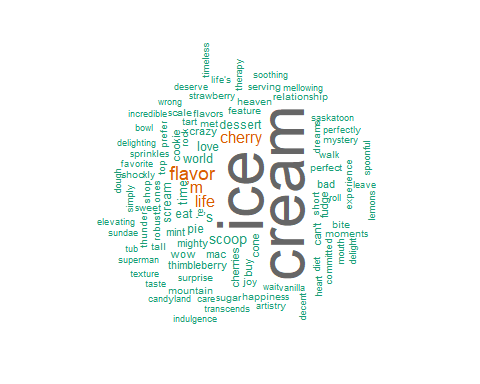 timeless
life's
therapy
soothing
deserve
serving
mellowing
wrong
strawberry
heaven
relationship
incredible
scale
flavors
feature
saskatoon
bowl
tart
met
dessert
dreams
perfectly
prefer
cookie
rock
crazy
cherry
mystery
delighting
love
walk
spoonful
sprinkles
top
world
favorite
perfect
shockly
flavor
ice
cream
bad
experience
leave
dough
simply
shop
ones
scream
time
m
life
short
fudge
roll
lemons
sweet
robust
eat
re
s
elevating
thunder
pie
can't
bite
sundae
mint
scoop
cone
moments
tub
tall
mighty
mouth
delight
superman
wow
mac
committed
thimbleberry
cherries
buy
diet
texture
surprise
joy
heart
taste
mountain
wait
vanilla
candyland
care
sugar
happiness
decent
transcends
artistry
indulgence